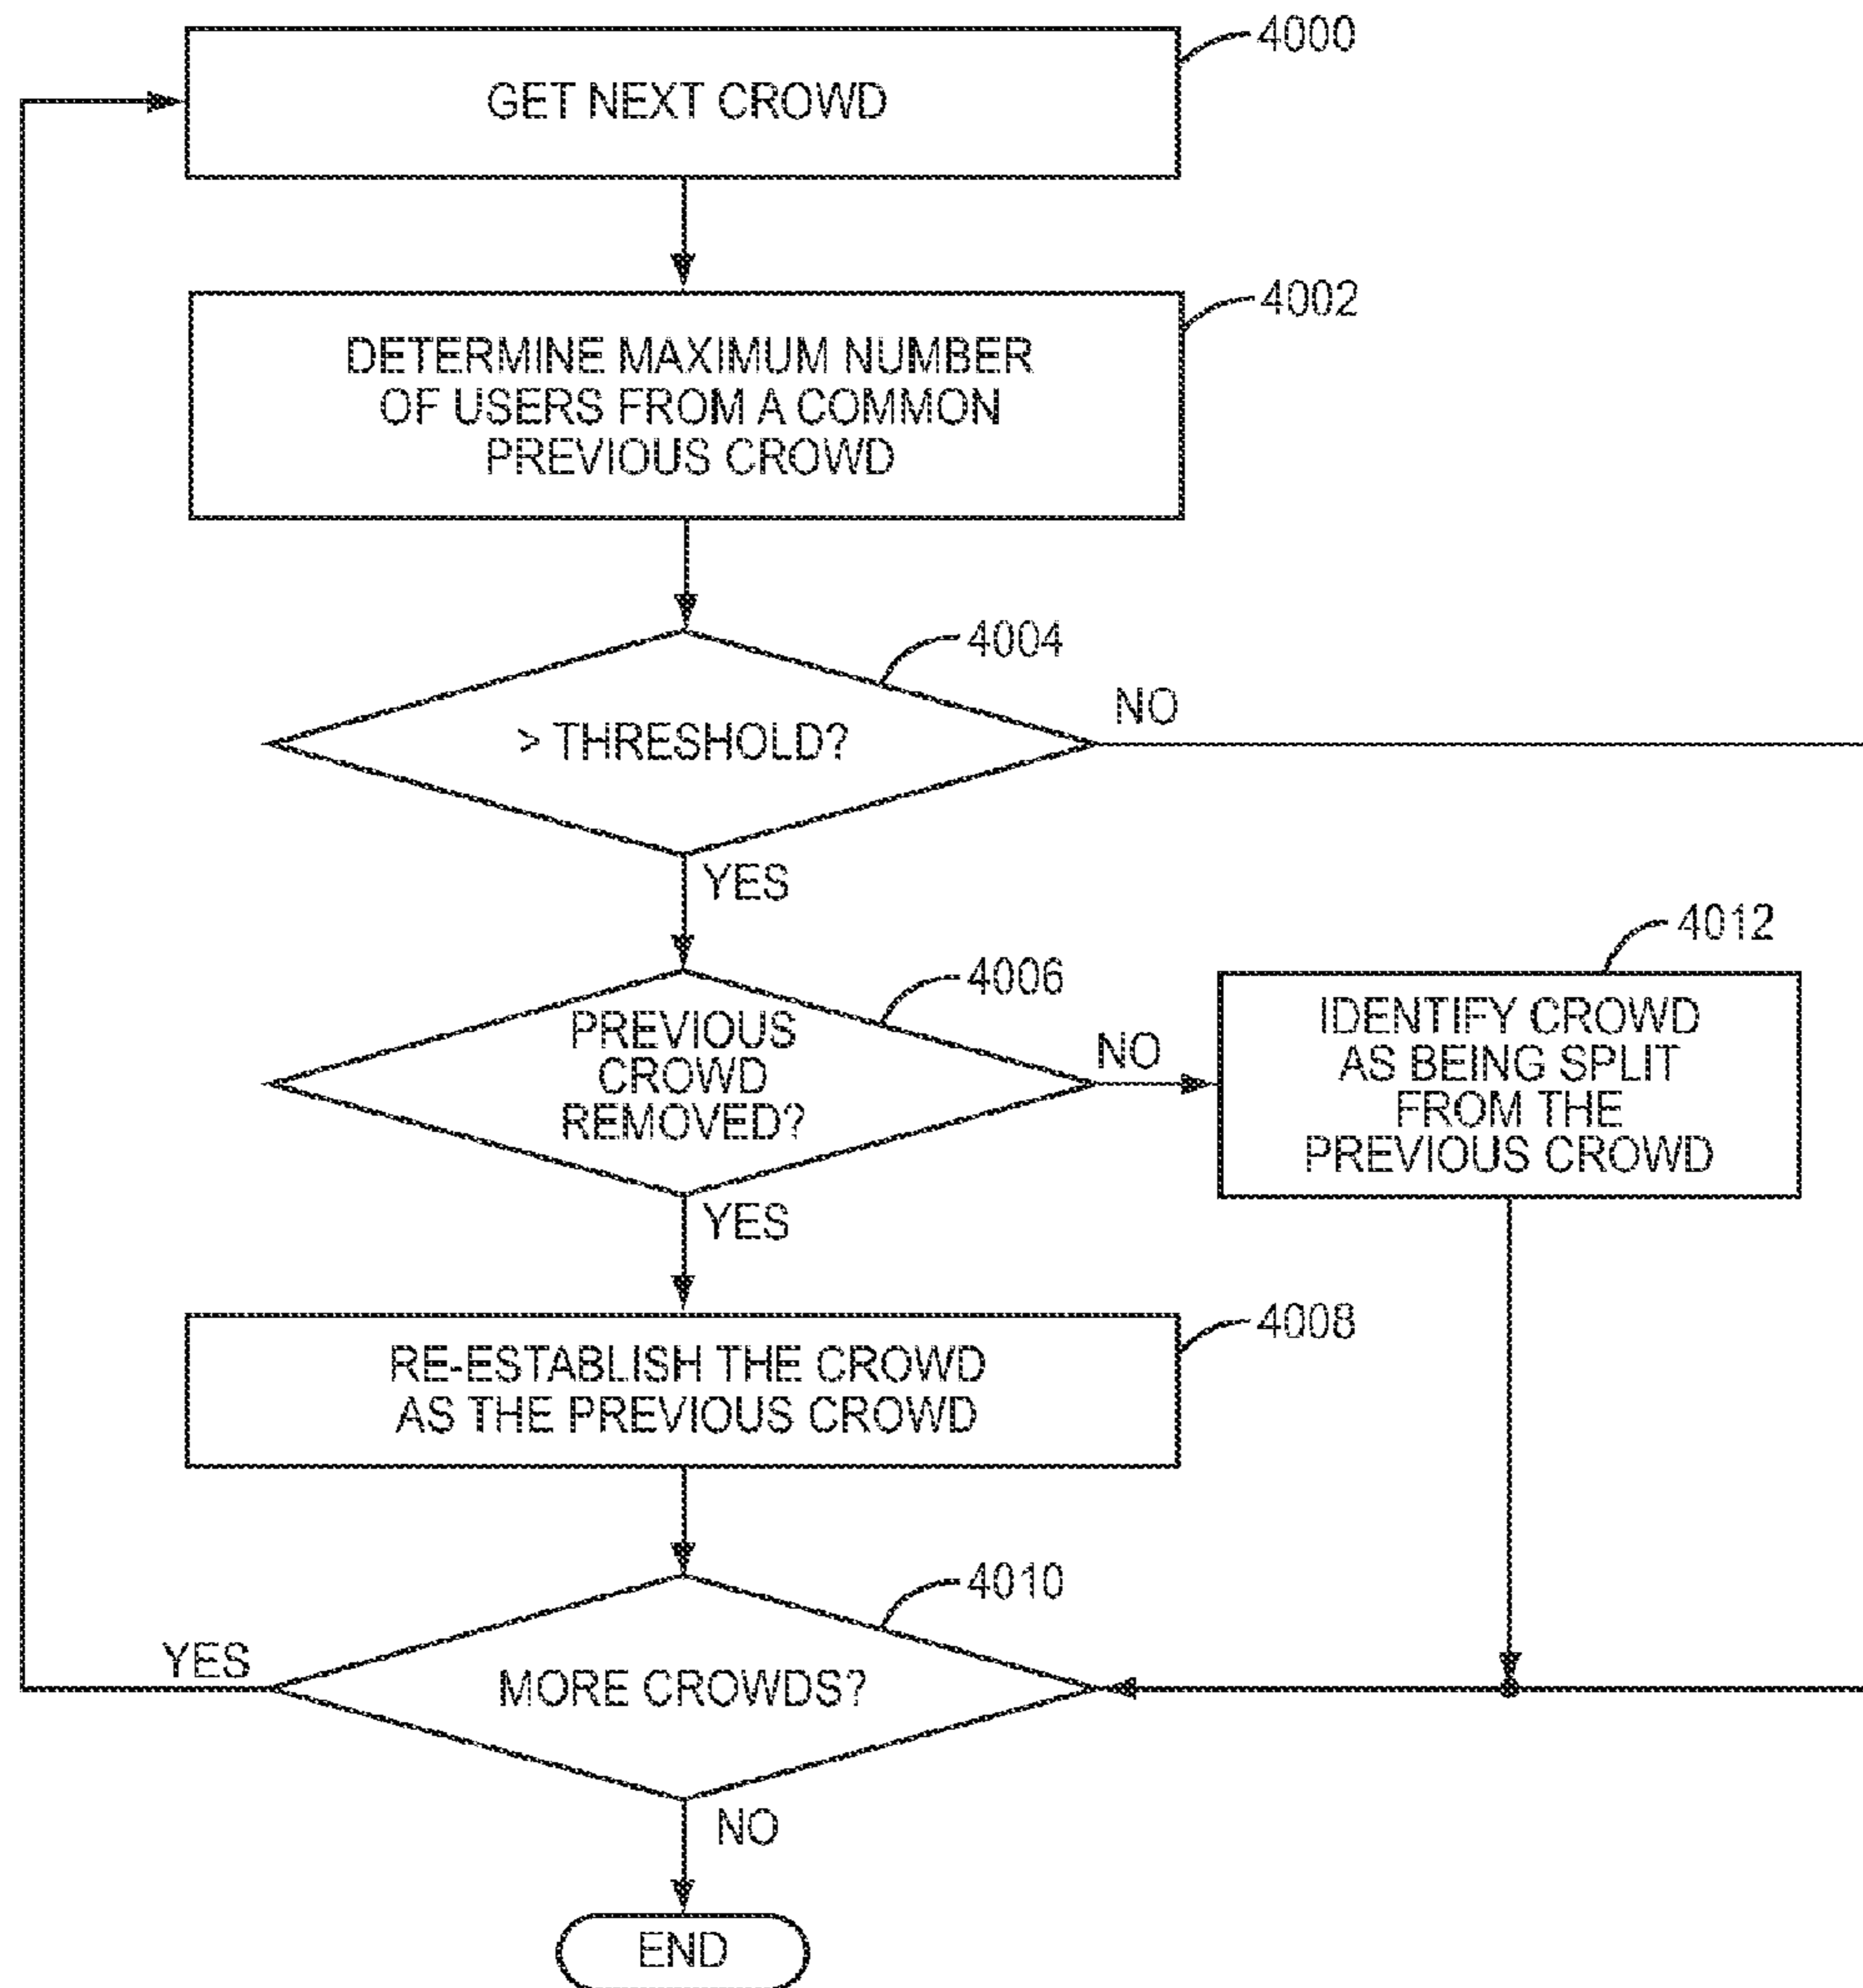 4000
GET NEXT CROWD
4002
DETERMINE MAXIMUM NUMBER
OF USERS FROM A COMMON
PREVIOUS CROWD
4004
> THRESHOLD?
NO
YES
4006
PREVIOUS
CROWD
REMOVED?
NO
4012
IDENTIFY CROWD
AS BEING SPLIT
FROM THE
PREVIOUS CROWD
YES
4008
RE-ESTABLISH THE CROWD
AS THE PREVIOUS CROWD
4010
MORE CROWDS?
YES
NO
END